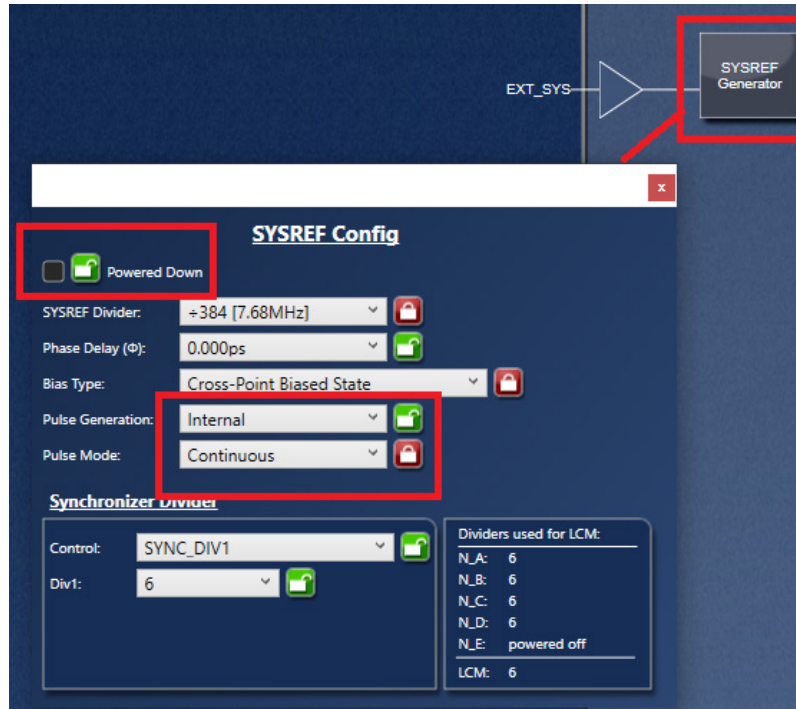 EXT_SYS
SYSREF
Generator
x
SYSREF Config
Powered Down
SYSREF Divider: ÷384 [7.68MHz]
Phase Delay (Φ): 0.000ps
Bias Type: Cross-Point Biased State
Pulse Generation: Internal
Pulse Mode: Continuous
Synchronizer Divider
Control: SYNC_DIV1
Div1: 6
Dividers used for LCM:
N_A: 6
N_B: 6
N_C: 6
N_D: 6
N_E: powered off
LCM: 6